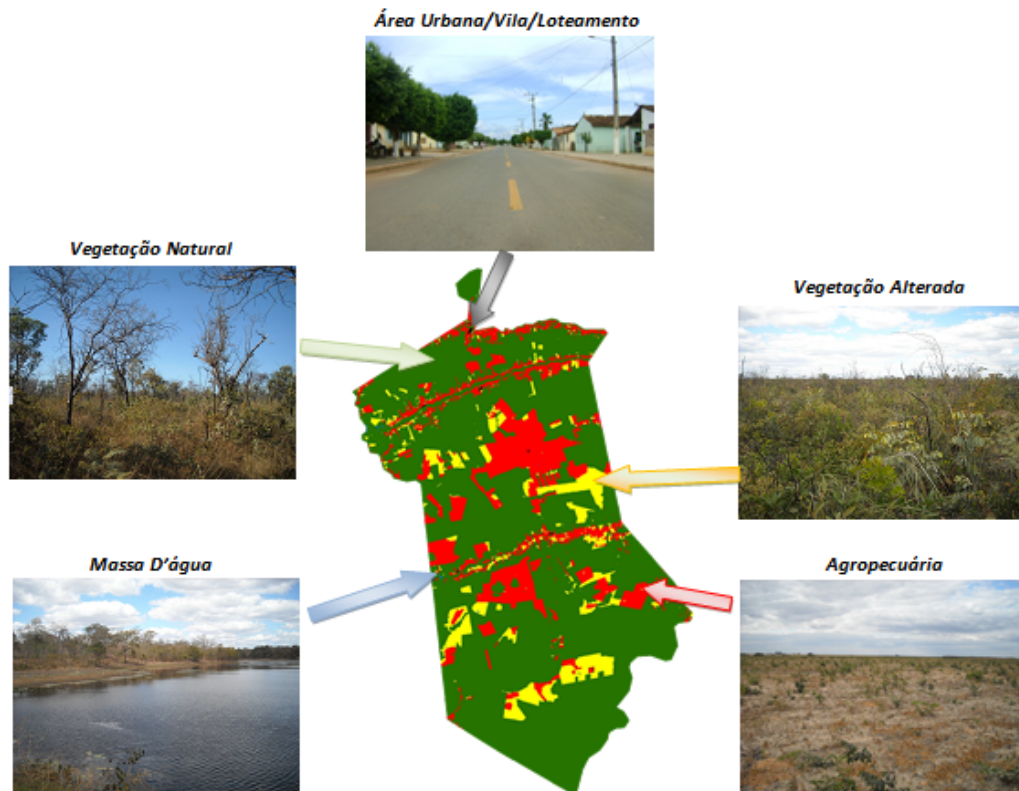 Área Urbana/Vila/Loteamento
Vegetação Natural
Vegetação Alterada
Massa D'água
Agropecuária